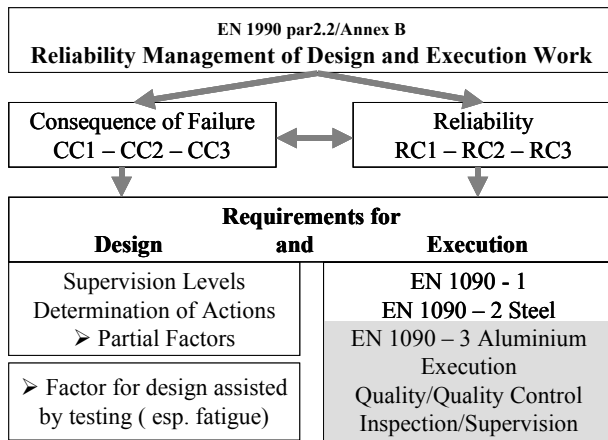 EN 1990 par2.2/Annex B
Reliability Management of Design and Execution Work
Consequence of Failure
CC1 – CC2 – CC3
Reliability
RC1 – RC2 – RC3
Requirements for
Design and Execution
Supervision Levels
Determination of Actions
➢ Partial Factors
➢ Factor for design assisted
by testing ( esp. fatigue)
EN 1090 - 1
EN 1090 – 2 Steel
EN 1090 – 3 Aluminium
Execution
Quality/Quality Control
Inspection/Supervision